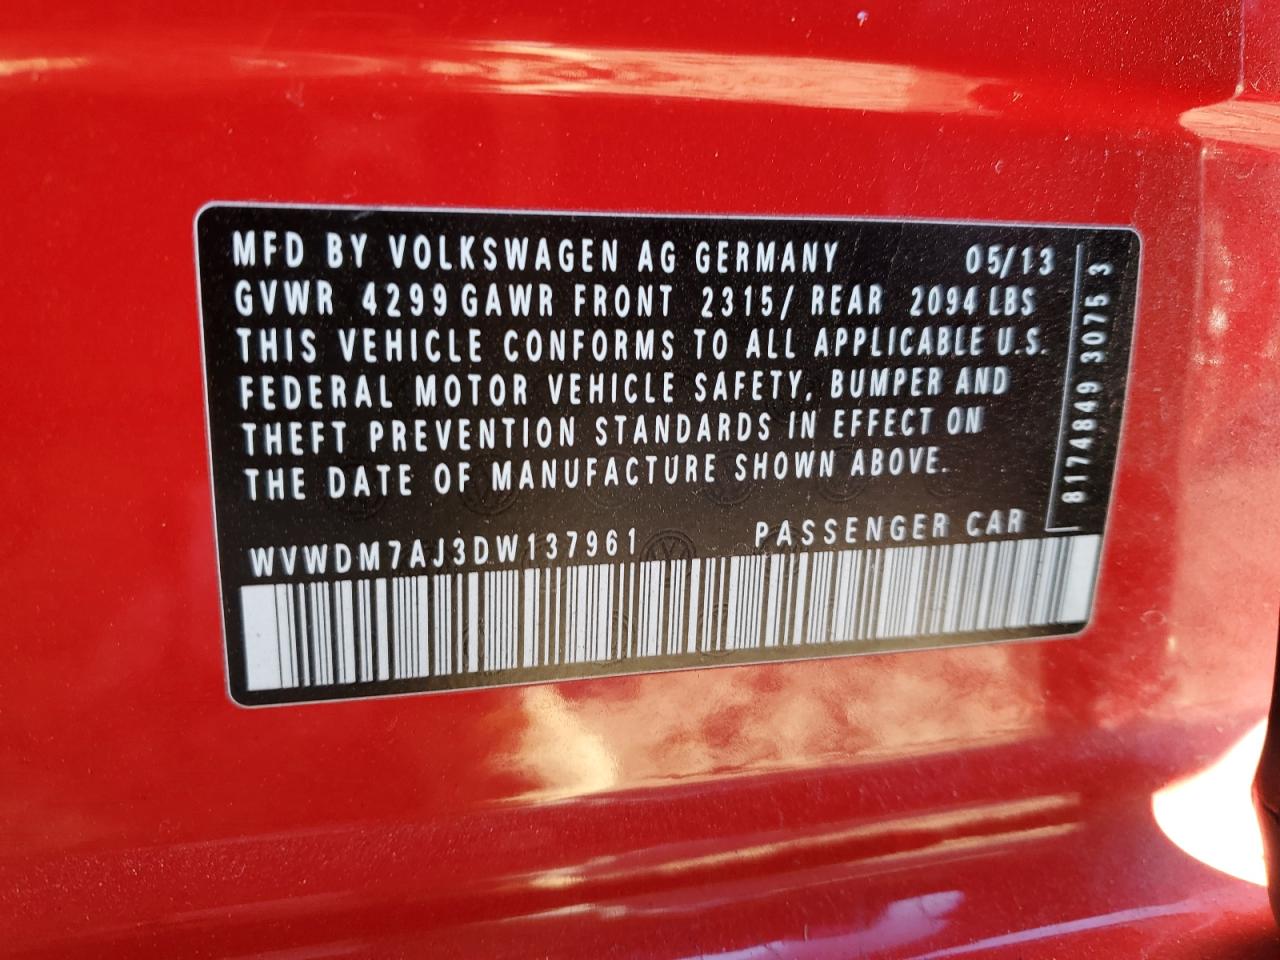 MFD BY VOLKSWAGEN AG GERMANY 05/13
GVWR 4299 GAWR FRONT 2315/ REAR 2094 LBS
THIS VEHICLE CONFORMS TO ALL APPLICABLE U.S.
FEDERAL MOTOR VEHICLE SAFETY, BUMPER AND
THEFT PREVENTION STANDARDS IN EFFECT ON
THE DATE OF MANUFACTURE SHOWN ABOVE.
WVWDM7AJ3DW137961 PASSENGER CAR
8174849 3075 3